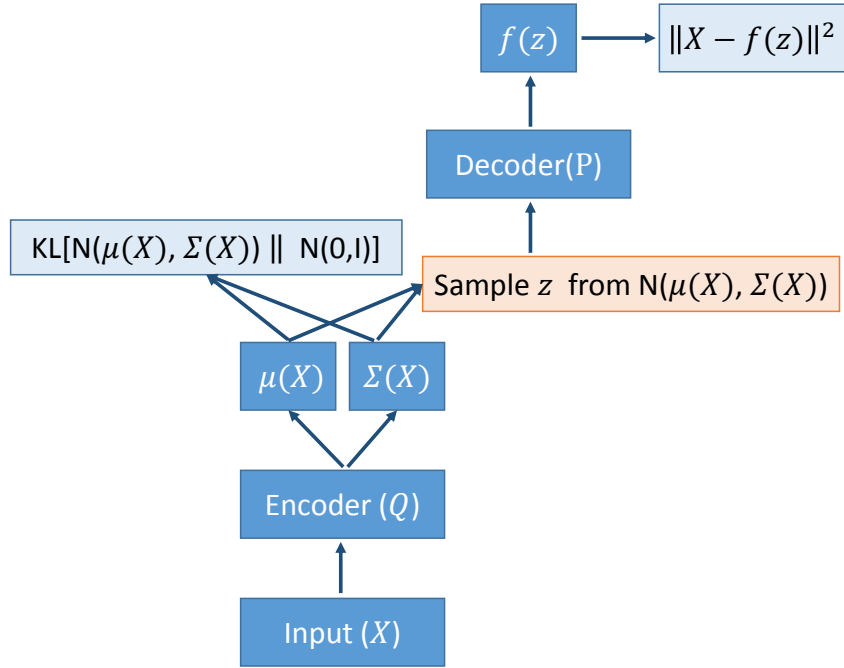 f(z)
‖X − f(z)‖²
Decoder(P)
KL[N(μ(X), Σ(X)) ‖ N(0,I)]
Sample z from N(μ(X), Σ(X))
μ(X)
Σ(X)
Encoder (Q)
Input (X)